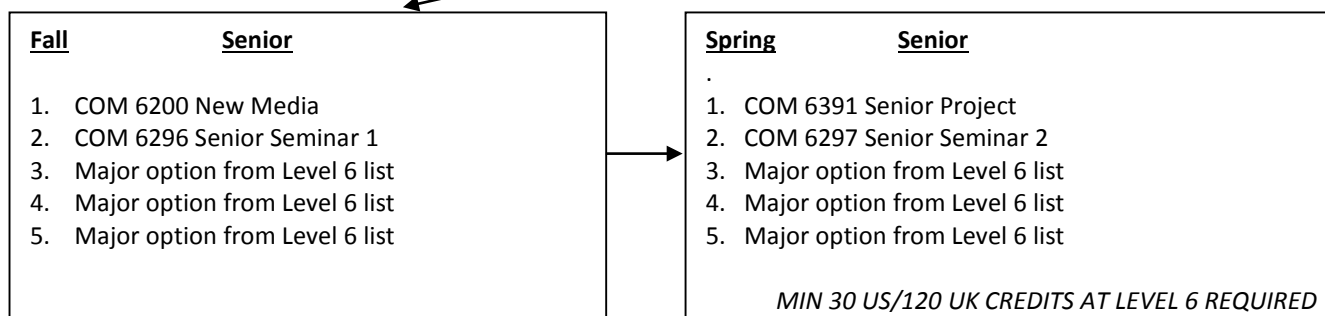 Fall Senior
1. COM 6200 New Media
2. COM 6296 Senior Seminar 1
3. Major option from Level 6 list
4. Major option from Level 6 list
5. Major option from Level 6 list
Spring Senior
.
1. COM 6391 Senior Project
2. COM 6297 Senior Seminar 2
3. Major option from Level 6 list
4. Major option from Level 6 list
5. Major option from Level 6 list
MIN 30 US/120 UK CREDITS AT LEVEL 6 REQUIRED